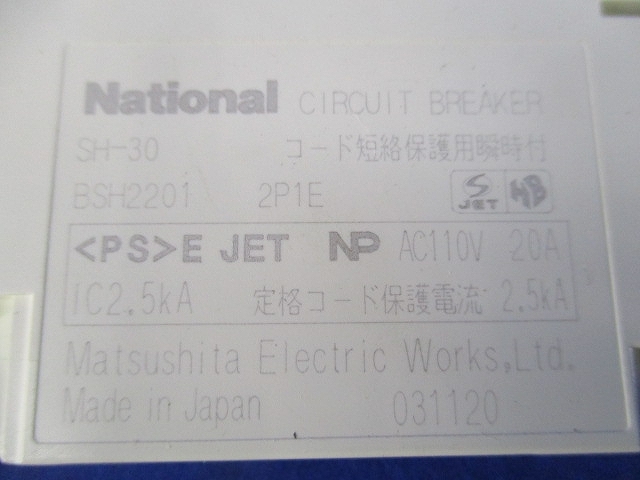 National CIRCUIT BREAKER
SH-30 コード短絡保護用瞬時付
BSH2201 2P1E S JET HB
<PS>E JET NP AC110V 20A
IC2.5kA 定格コード保護電流 2.5kA
Matsushita Electric Works,Ltd.
Made in Japan 031120